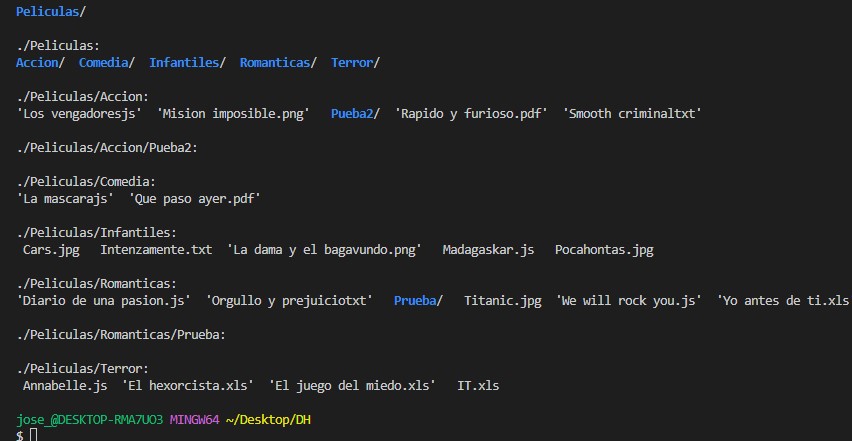 Peliculas/
./Peliculas:
Accion/  Comedia/  Infantiles/  Romanticas/  Terror/
./Peliculas/Accion:
'Los vengadoresjs'  'Mision imposible.png'   Pueba2/  'Rapido y furioso.pdf'  'Smooth criminaltxt'
./Peliculas/Accion/Pueba2:
./Peliculas/Comedia:
'La mascarajs'  'Que paso ayer.pdf'
./Peliculas/Infantiles:
 Cars.jpg   Intenzamente.txt  'La dama y el bagavundo.png'   Madagaskar.js   Pocahontas.jpg
./Peliculas/Romanticas:
'Diario de una pasion.js'  'Orgullo y prejuiciotxt'   Prueba/   Titanic.jpg  'We will rock you.js'  'Yo antes de ti.xls
./Peliculas/Romanticas/Prueba:
./Peliculas/Terror:
 Annabelle.js  'El hexorcista.xls'  'El juego del miedo.xls'   IT.xls
jose_@DESKTOP-RMA7UO3 MINGW64 ~/Desktop/DH
$